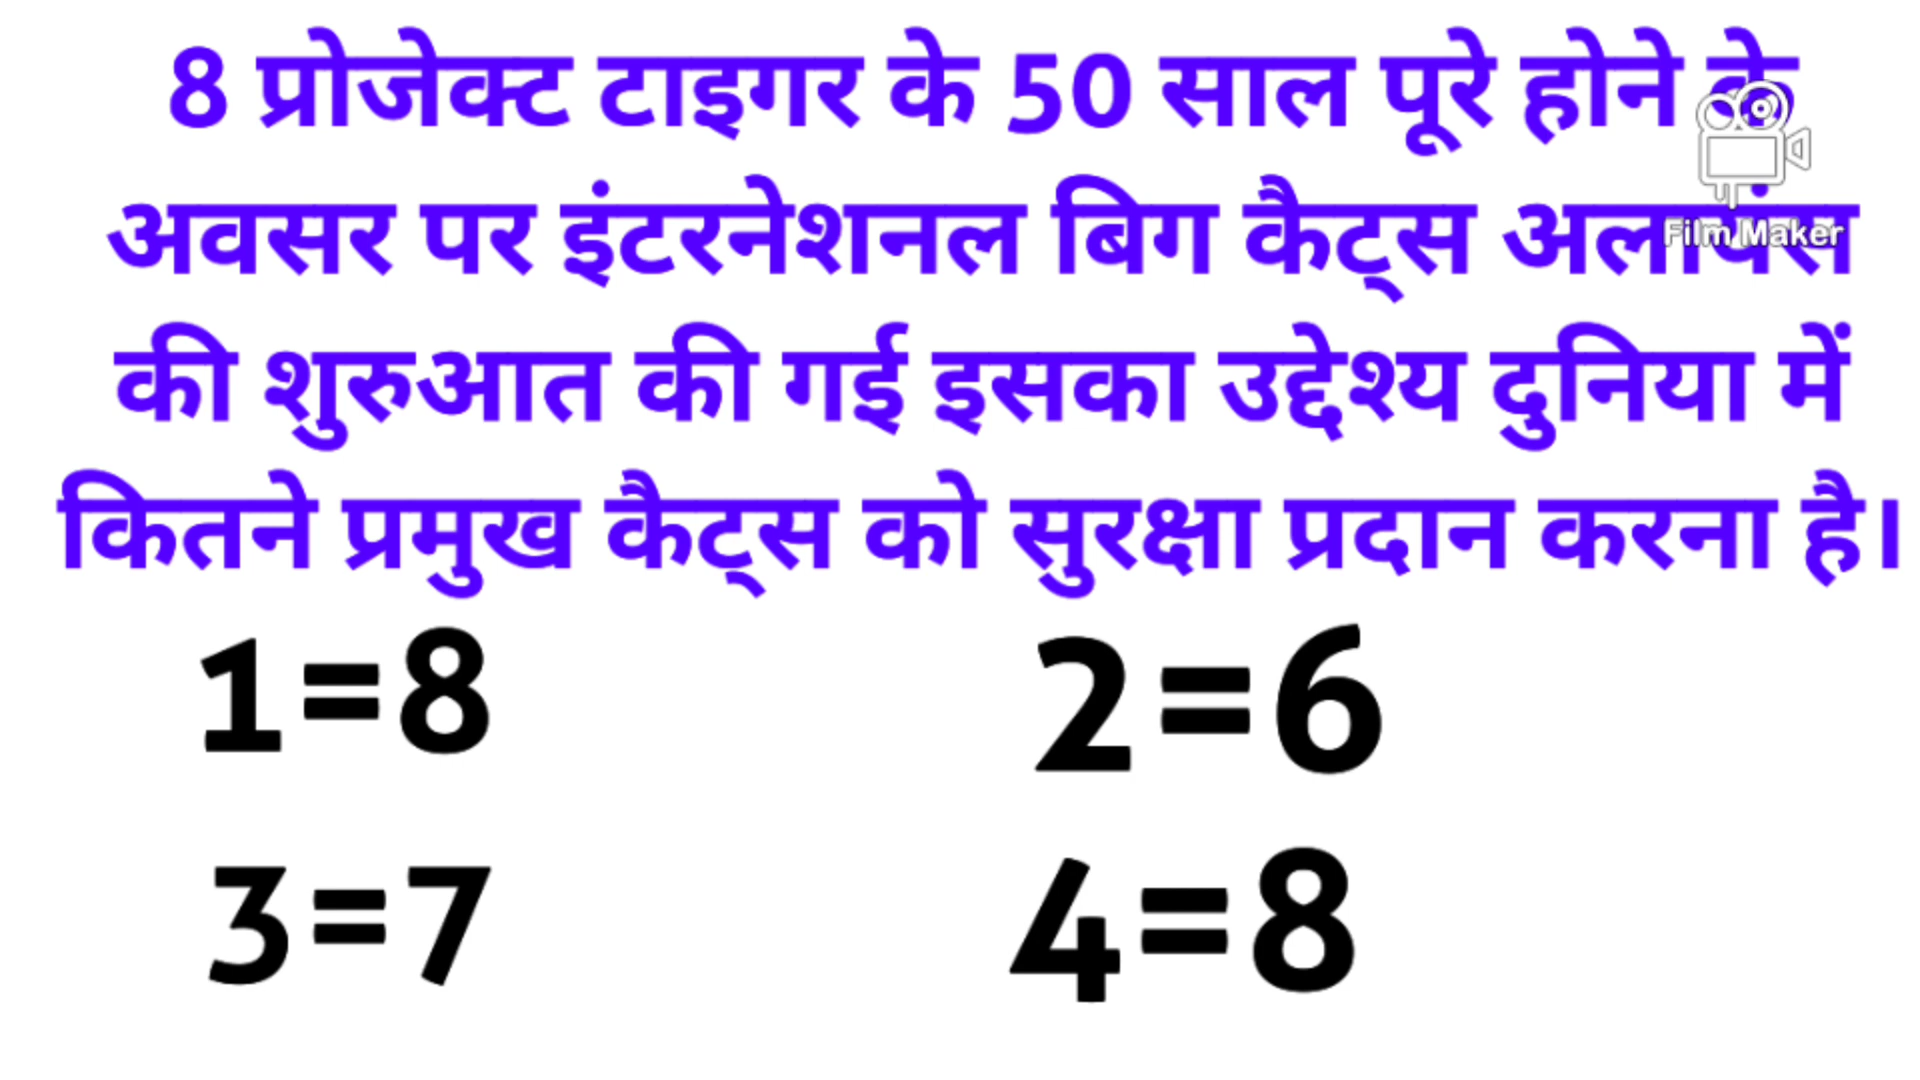 8 प्रोजेक्ट टाइगर के 50 साल पूरे होने के
अवसर पर इंटरनेशनल बिग कैट्स अलायंस
की शुरुआत की गई इसका उद्देश्य दुनिया में
कितने प्रमुख कैट्स को सुरक्षा प्रदान करना है।
1=8 2=6
3=7 4=8
Film Maker